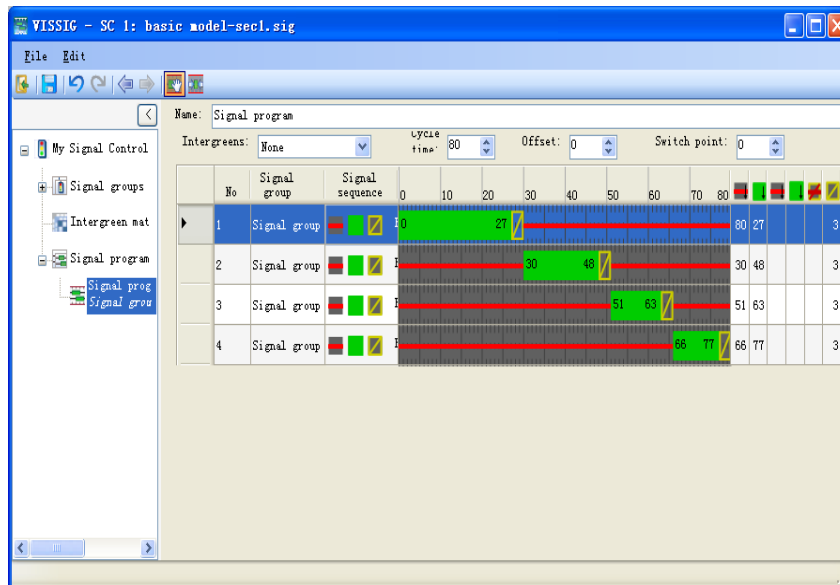 VISSIG - SC 1: basic model-sec1.sig
File Edit
Name: Signal program
Intergreens: None Cycle time: 80 Offset: 0 Switch point: 0
My Signal Control
Signal groups
Intergreen mat
Signal program
Signal prog
Signal grou
No Signal group Signal sequence 0 10 20 30 40 50 60 70 80
1 Signal group 0 27 80 27 3
2 Signal group 30 48 30 48 3
3 Signal group 51 63 51 63 3
4 Signal group 66 77 66 77 3